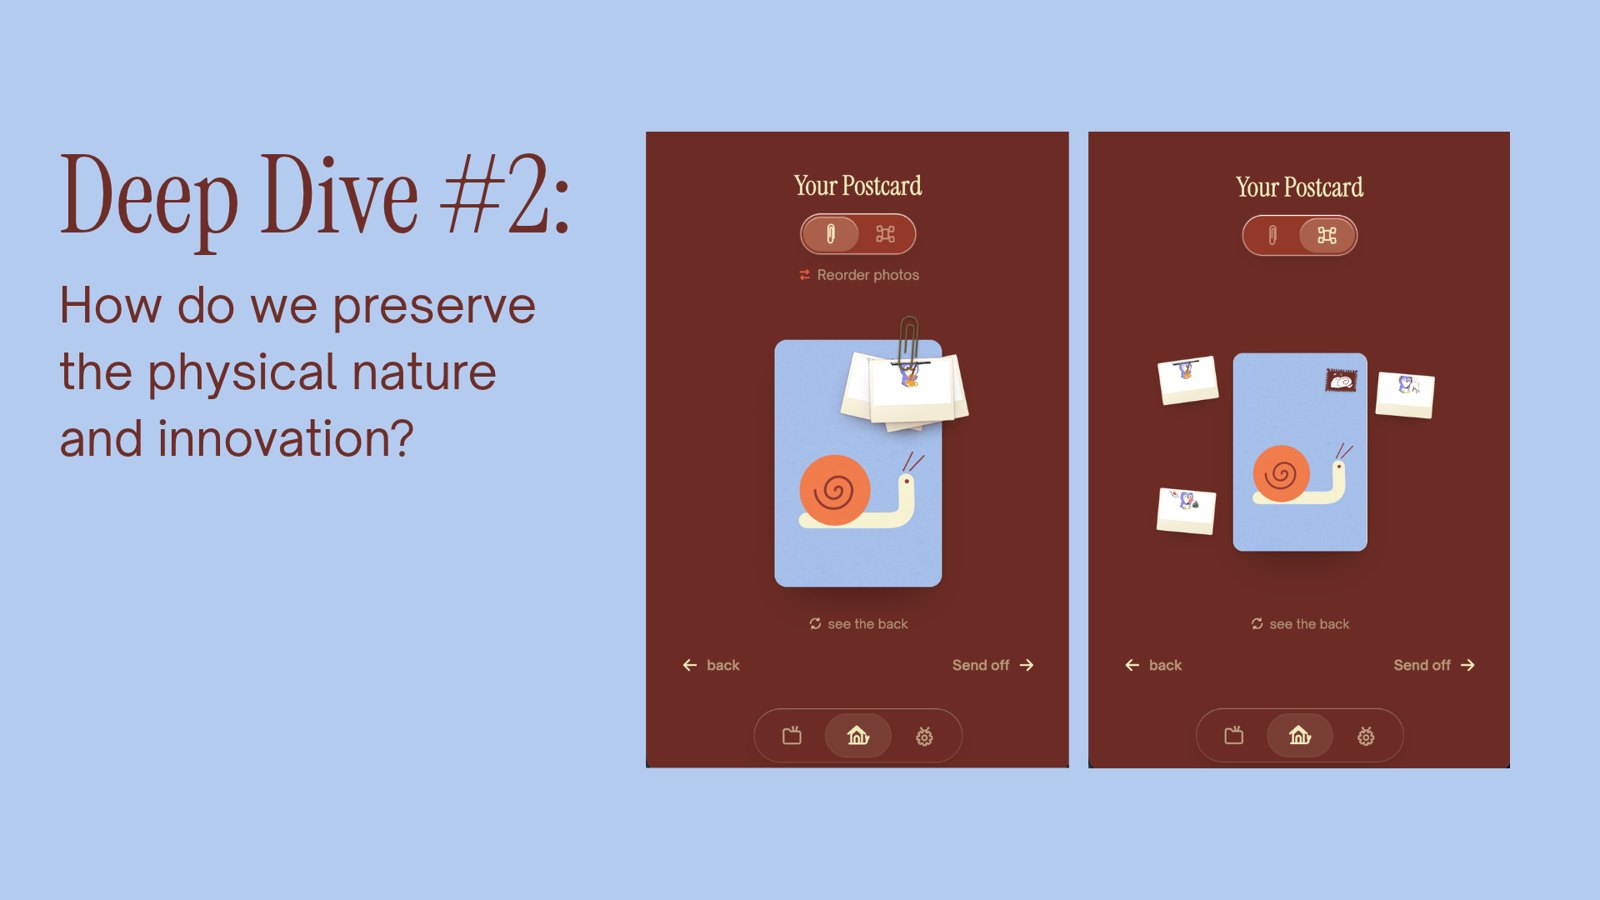 Deep Dive #2:
How do we preserve
the physical nature
and innovation?
Your Postcard
Reorder photos
see the back
back
Send off
Your Postcard
see the back
back
Send off